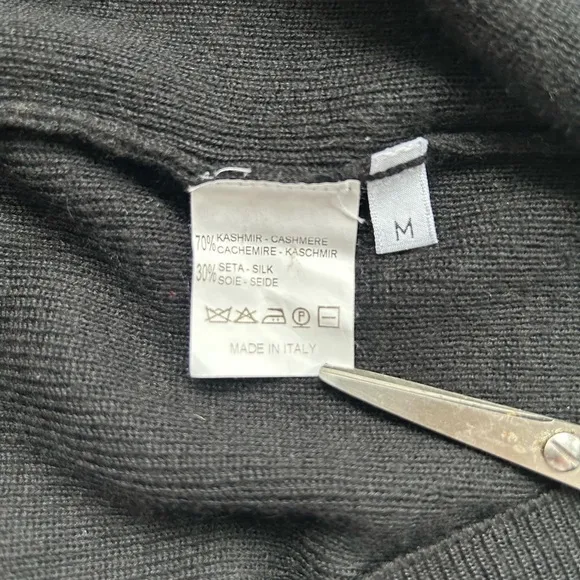 70% KASHMIR - CASHMERE
CACHEMIRE - KASCHMIR
30% SETA - SILK
SOIE - SEIDE
P
MADE IN ITALY
M